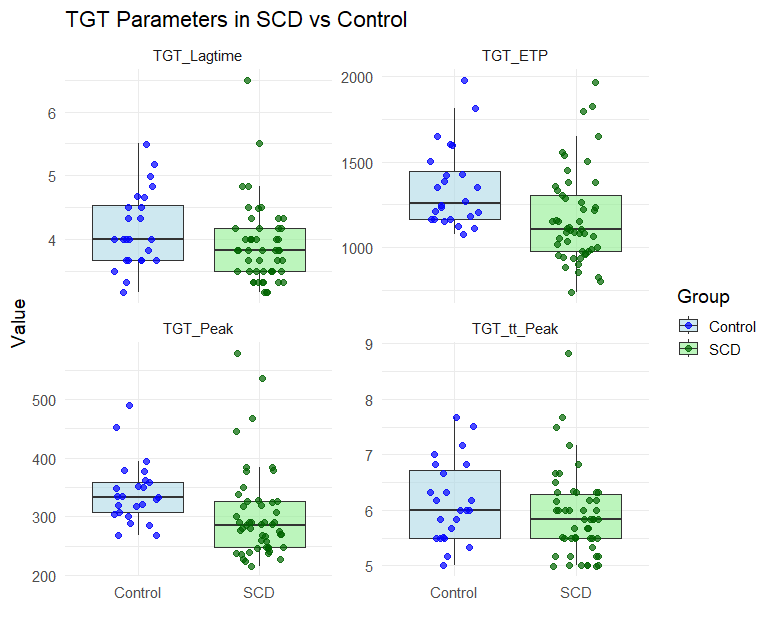 TGT Parameters in SCD vs Control
TGT_Lagtime
TGT_ETP
6
5
4
2000
1500
1000
Value
TGT_Peak
TGT_tt_Peak
500
400
300
200
9
8
7
6
5
Control
SCD
Control
SCD
Group
Control
SCD